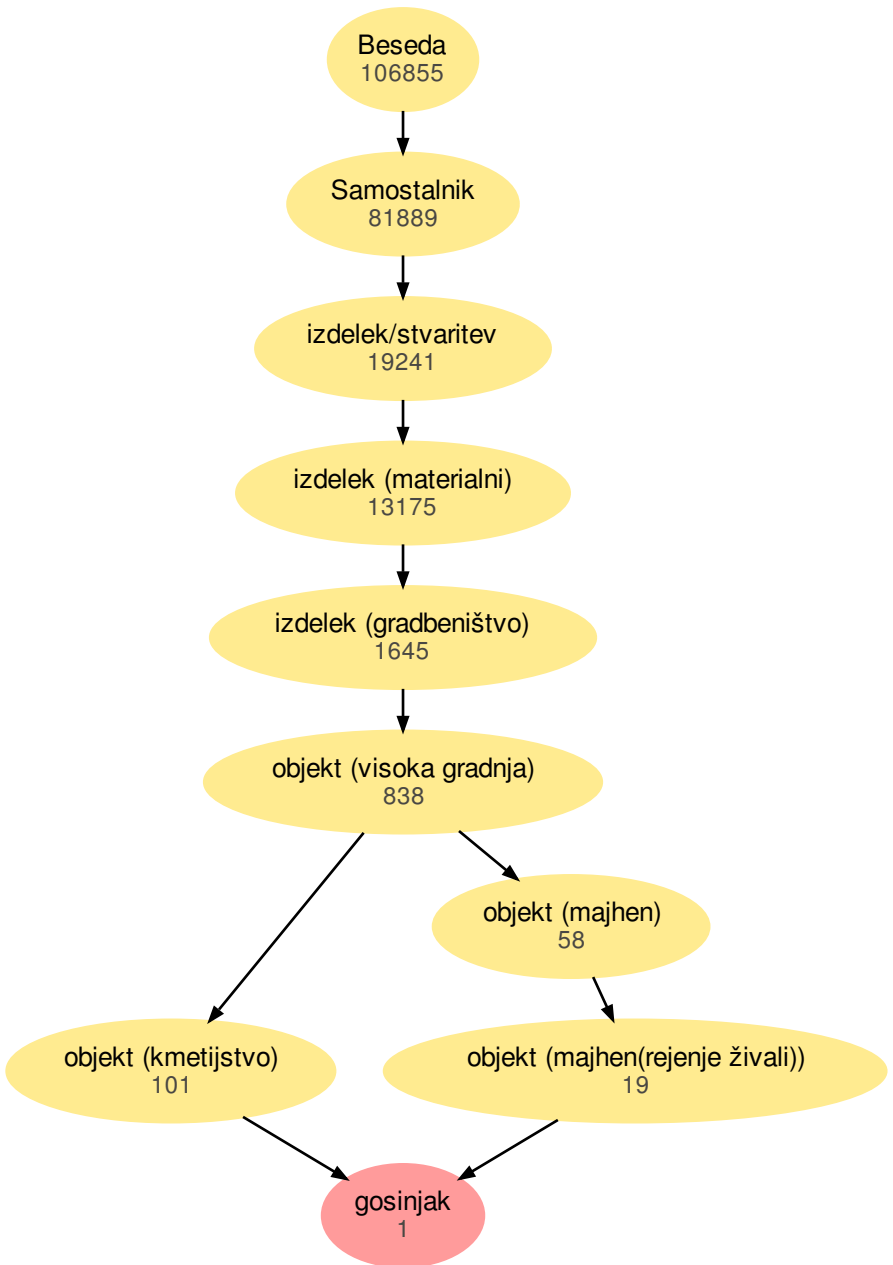 Beseda
106855
Samostalnik
81889
izdelek/stvaritev
19241
izdelek (materialni)
13175
izdelek (gradbeništvo)
1645
objekt (visoka gradnja)
838
objekt (majhen)
58
objekt (kmetijstvo)
101
objekt (majhen(rejenje živali))
19
gosinjak
1